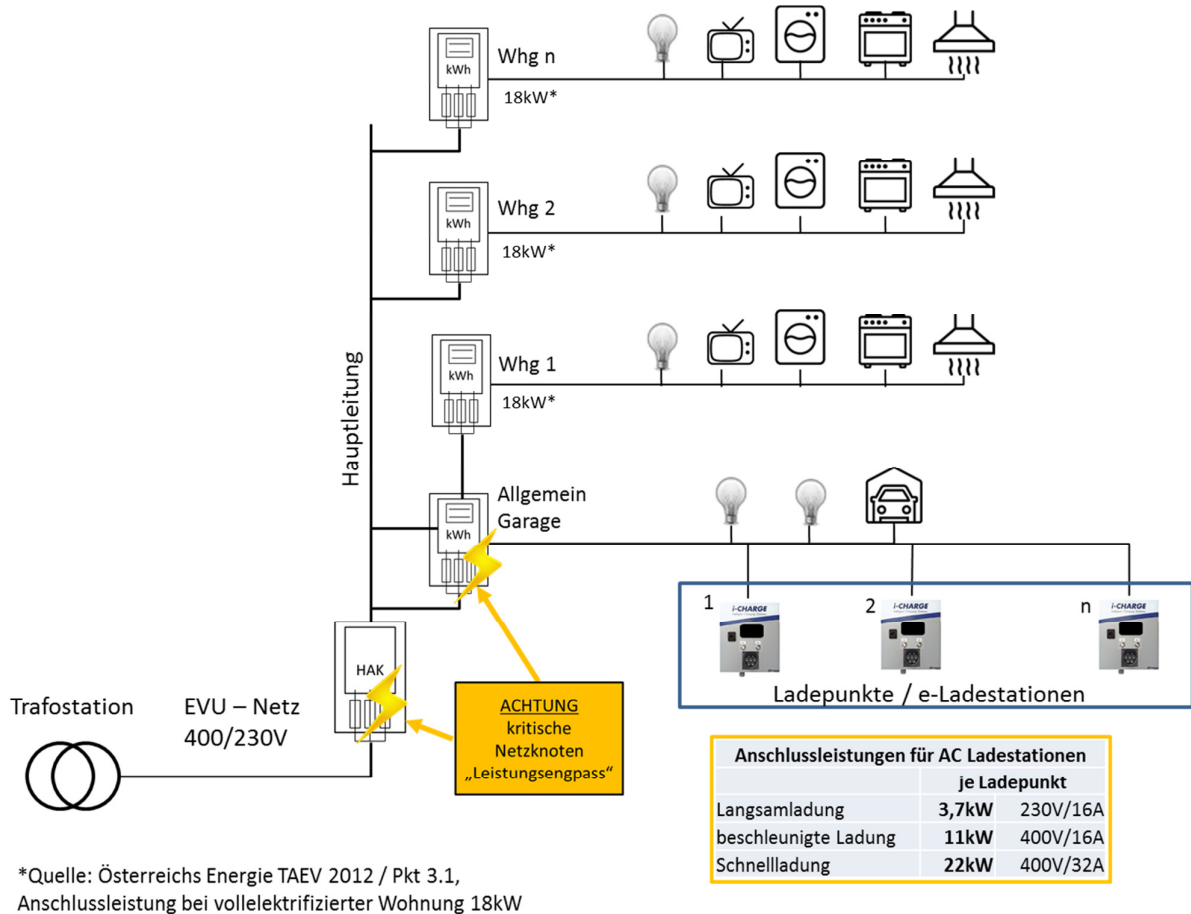 kWh
Whg n
18kW*
kWh
Whg 2
18kW*
kWh
Whg 1
18kW*
Hauptleitung
kWh
Allgemein
Garage
1
i-CHARGE
2
i-CHARGE
n
i-CHARGE
Ladepunkte / e-Ladestationen
HAK
Trafostation
EVU – Netz
400/230V
ACHTUNG
kritische
Netzknoten
„Leistungsengpass“
Anschlussleistungen für AC Ladestationen
je Ladepunkt
Langsamladung 3,7kW 230V/16A
beschleunigte Ladung 11kW 400V/16A
Schnellladung 22kW 400V/32A
*Quelle: Österreichs Energie TAEV 2012 / Pkt 3.1,
Anschlussleistung bei vollelektrifizierter Wohnung 18kW